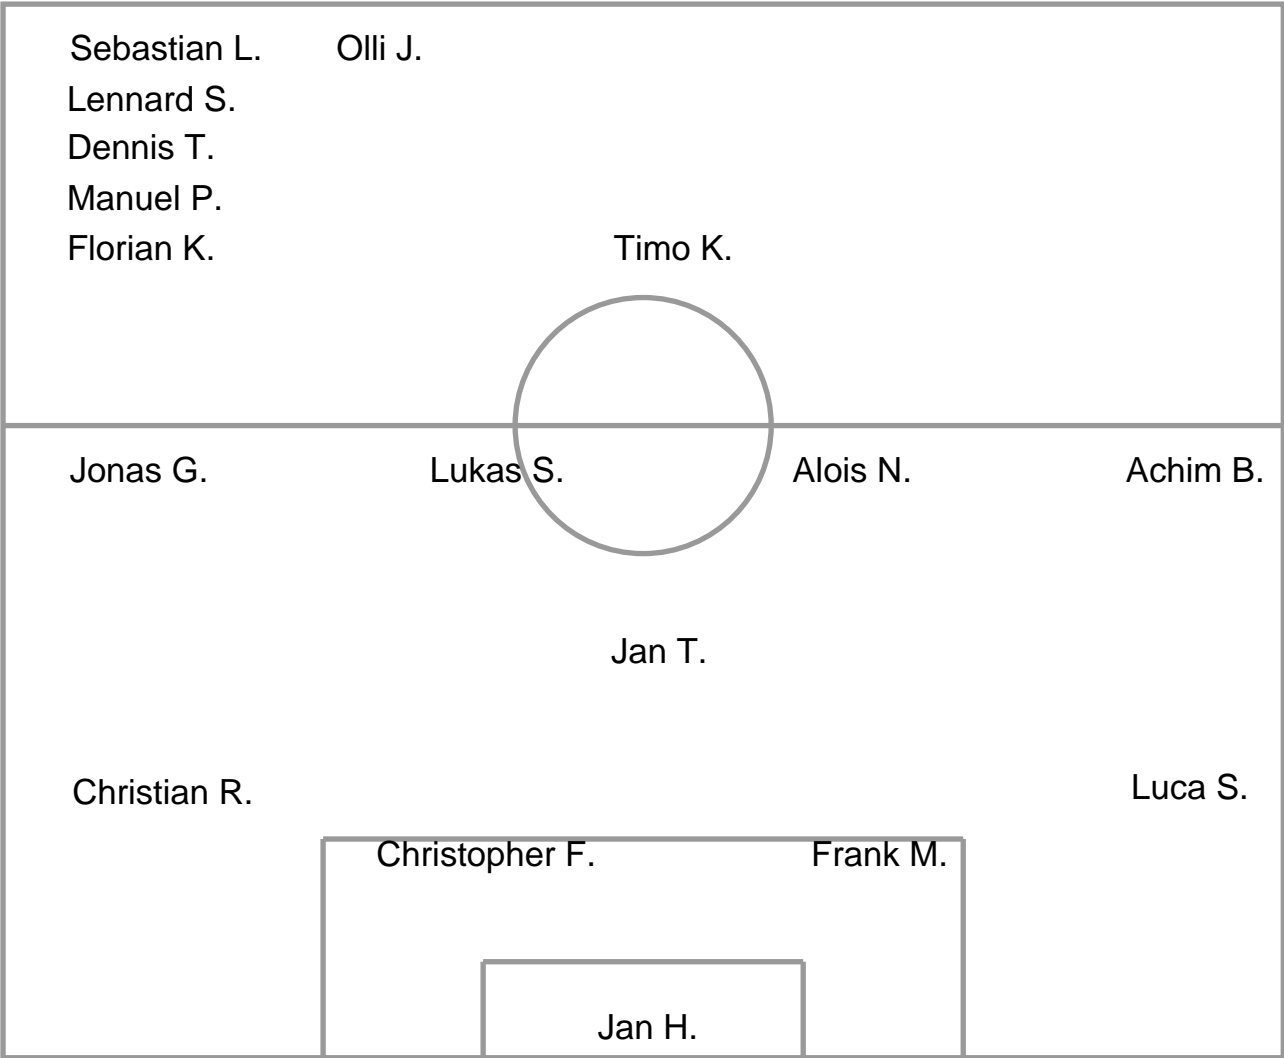 Sebastian L. Olli J.
Lennard S.
Dennis T.
Manuel P.
Florian K. Timo K.
Jonas G. Lukas S. Alois N. Achim B.
Jan T.
Christian R. Luca S.
Christopher F. Frank M.
Jan H.